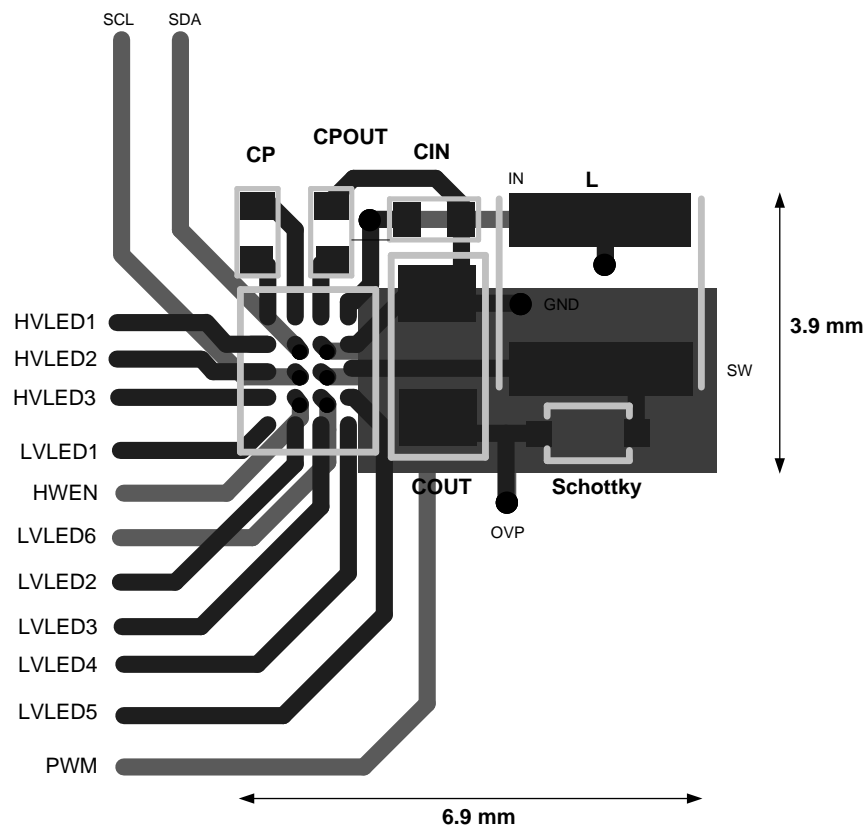 SCL
SDA
CPOUT
CP
CIN
IN
L
GND
3.9 mm
HVLED1
HVLED2
SW
HVLED3
LVLED1
COUT
Schottky
HWEN
OVP
LVLED6
LVLED2
LVLED3
LVLED4
LVLED5
PWM
6.9 mm